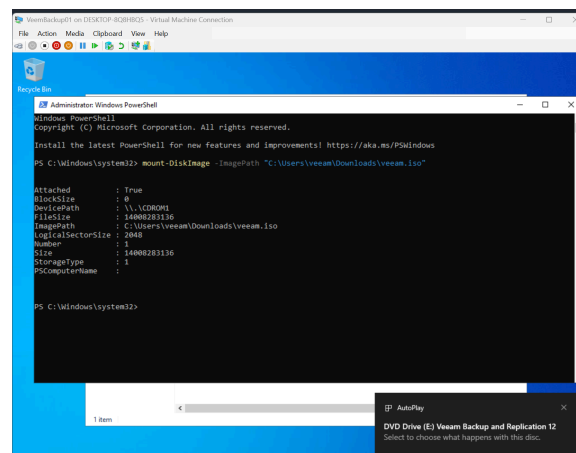 VeemBackup01 on DESKTOP-8Q8H8Q5 - Virtual Machine Connection
File Action Media Clipboard View Help
Recycle Bin
Administrator: Windows PowerShell
Windows PowerShell
Copyright (C) Microsoft Corporation. All rights reserved.
Install the latest PowerShell for new features and improvements! https://aka.ms/PSWindows
PS C:\Windows\system32> mount-DiskImage -ImagePath "C:\Users\veeam\Downloads\veeam.iso"
Attached : True
BlockSize : 0
DevicePath : \\.\CDROM1
FileSize : 14008283136
ImagePath : C:\Users\veeam\Downloads\veeam.iso
LogicalSectorSize : 2048
Number : 1
Size : 14008283136
StorageType : 1
PSComputerName :
PS C:\Windows\system32>
1 item
AutoPlay
DVD Drive (E:) Veeam Backup and Replication 12
Select to choose what happens with this disc.